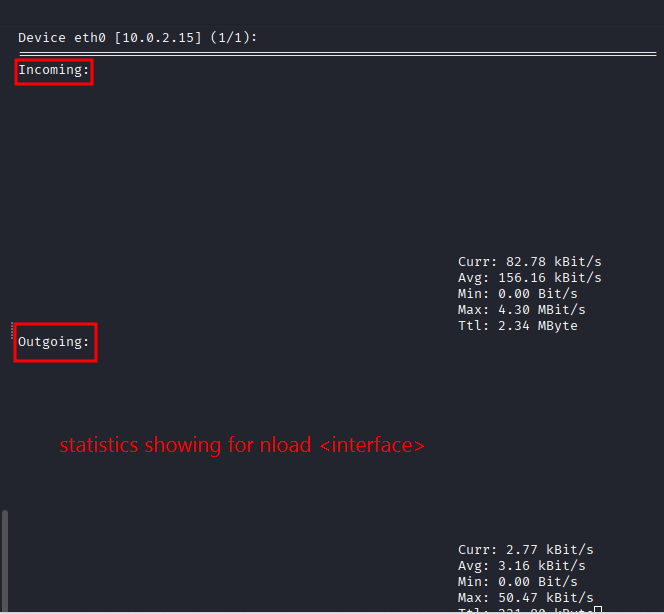 Device eth0 [10.0.2.15] (1/1):
Incoming:
Curr: 82.78 kBit/s
Avg: 156.16 kBit/s
Min: 0.00 Bit/s
Max: 4.30 MBit/s
Ttl: 2.34 MByte
Outgoing:
statistics showing for nload <interface>
Curr: 2.77 kBit/s
Avg: 3.16 kBit/s
Min: 0.00 Bit/s
Max: 50.47 kBit/s